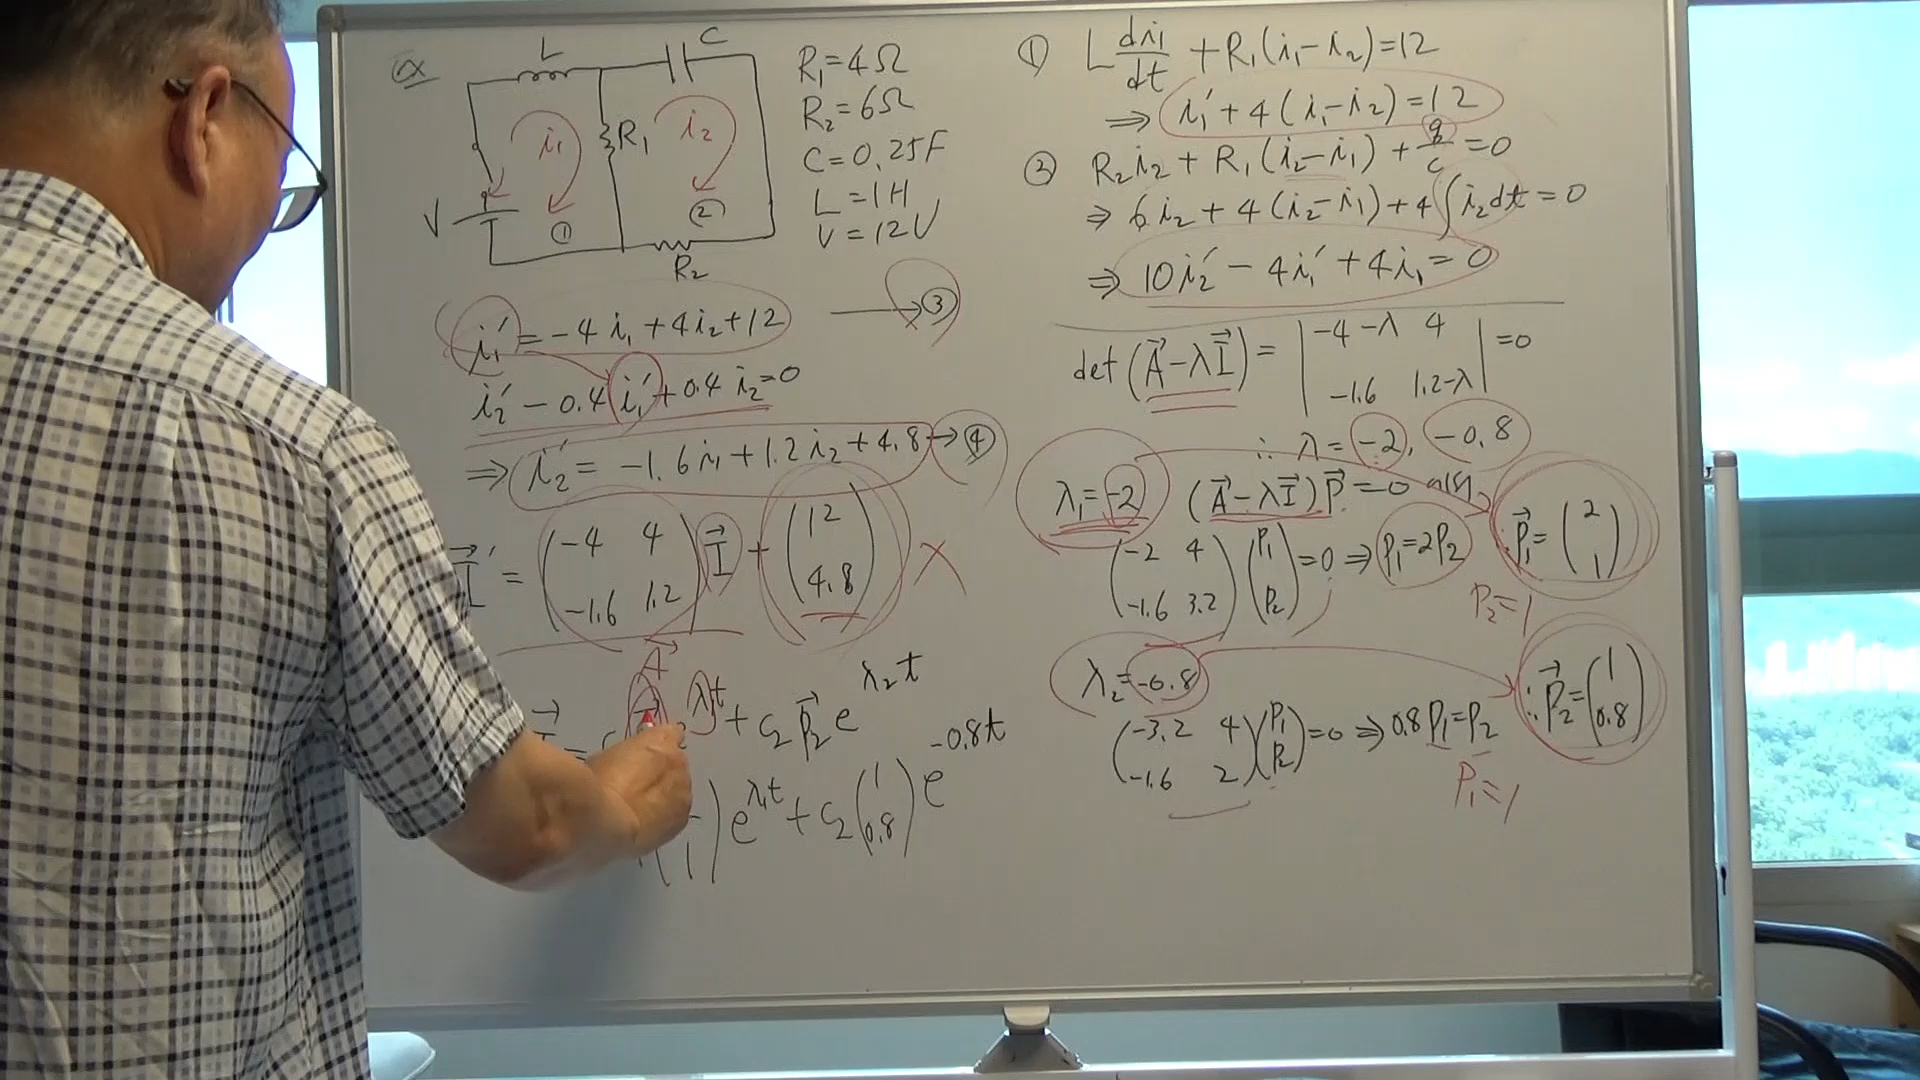 ex
L
C
i₁
R₁
i₂
V
①
②
R₂
R₁=4Ω
R₂=6Ω
C=0.25F
L=1H
V=12V
i₁′=-4i₁+4i₂+12 → ③
i₂′-0.4i₁′+0.4i₂=0
⇒ i₂′=-1.6i₁+1.2i₂+4.8 → ④
I⃗′ = (-4 4 / -1.6 1.2) I⃗ + (12 / 4.8) ×
A⃗
λt + c₂ p⃗₂ e^{λ₂t}
1) e^{λ₁t} + c₂ (1 / 0.8) e^{-0.8t}
① L di₁/dt + R₁(i₁-i₂)=12
⇒ i₁′+4(i₁-i₂)=12
② R₂i₂+R₁(i₂-i₁)+q/c=0
⇒ 6i₂+4(i₂-i₁)+4∫i₂dt=0
⇒ 10i₂′-4i₁′+4i₁=0
det(A⃗-λI⃗)= |-4-λ 4 / -1.6 1.2-λ| =0
∴ λ=-2, -0.8
λ₁=-2 (A⃗-λI⃗)P⃗=0
(-2 4 / -1.6 3.2)(P₁ / P₂)=0 ⇒ P₁=2P₂
P⃗₁=(2 / 1)
P₂=1
λ₂=-0.8
(-3.2 4 / -1.6 2)(P₁ / P₂)=0 ⇒ 0.8P₁=P₂
∴ P⃗₂=(1 / 0.8)
P₁=1